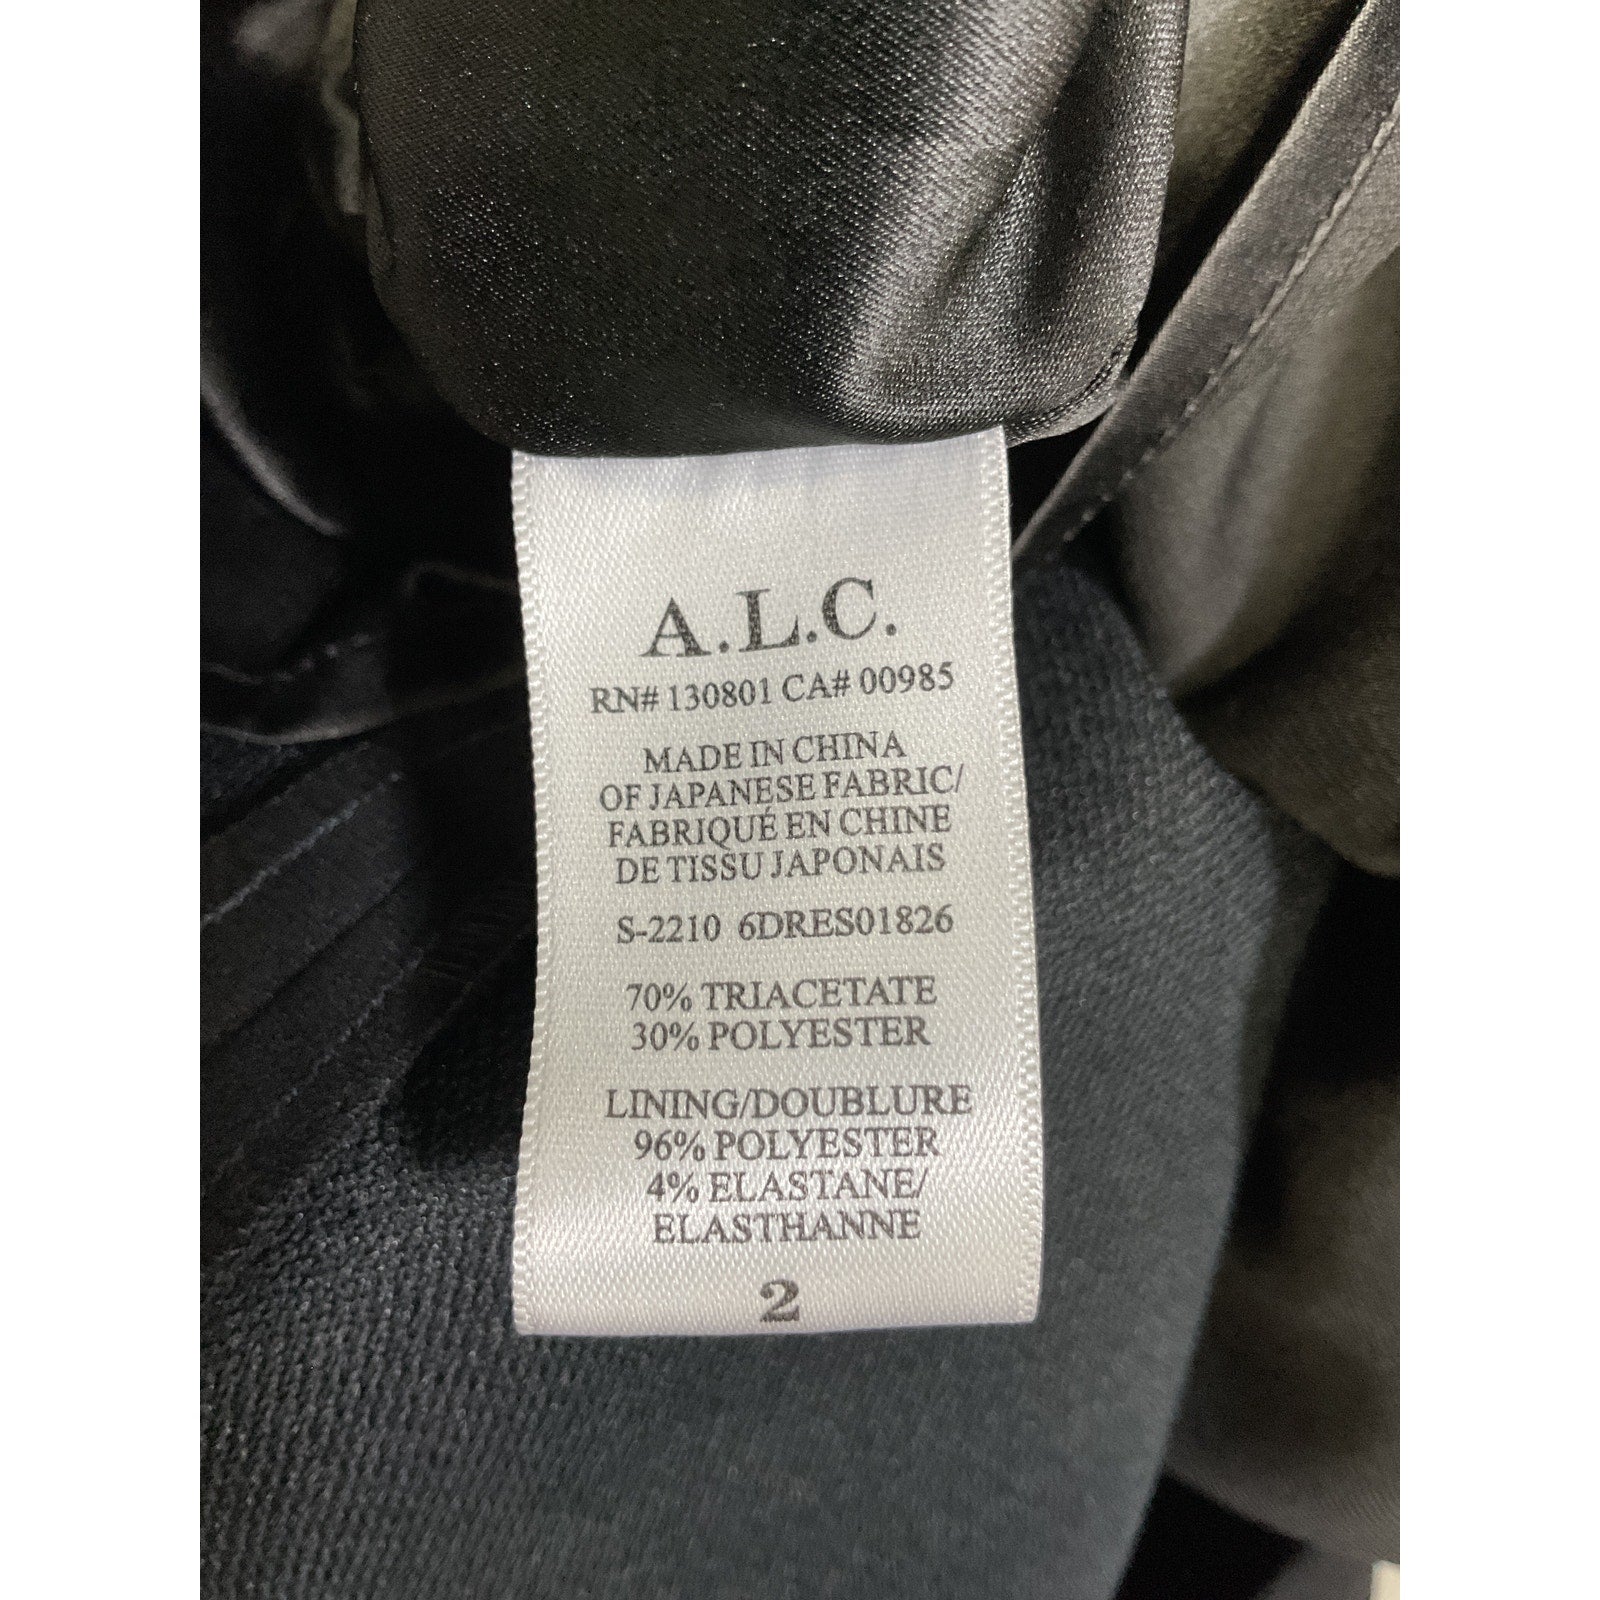 A.L.C.
RN# 130801 CA# 00985
MADE IN CHINA
OF JAPANESE FABRIC/
FABRIQUÉ EN CHINE
DE TISSU JAPONAIS
S-2210 6DRES01826
70% TRIACETATE
30% POLYESTER
LINING/DOUBLURE
96% POLYESTER
4% ELASTANE/
ELASTHANNE
2